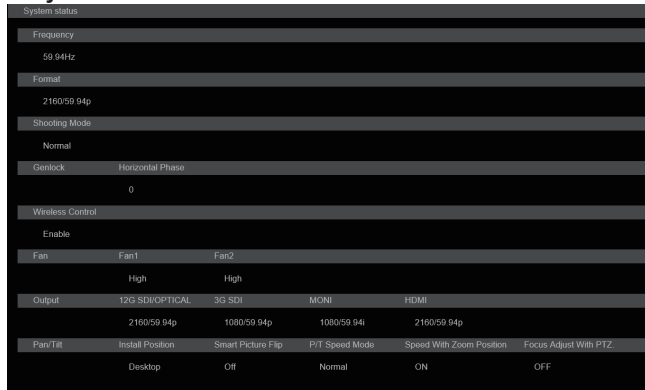 System status
Frequency
59.94Hz
Format
2160/59.94p
Shooting Mode
Normal
Genlock Horizontal Phase
0
Wireless Control
Enable
Fan Fan1 Fan2
High High
Output 12G SDI/OPTICAL 3G SDI MONI HDMI
2160/59.94p 1080/59.94p 1080/59.94i 2160/59.94p
Pan/Tilt Install Position Smart Picture Flip P/T Speed Mode Speed With Zoom Position Focus Adjust With PTZ.
Desktop Off Normal ON OFF